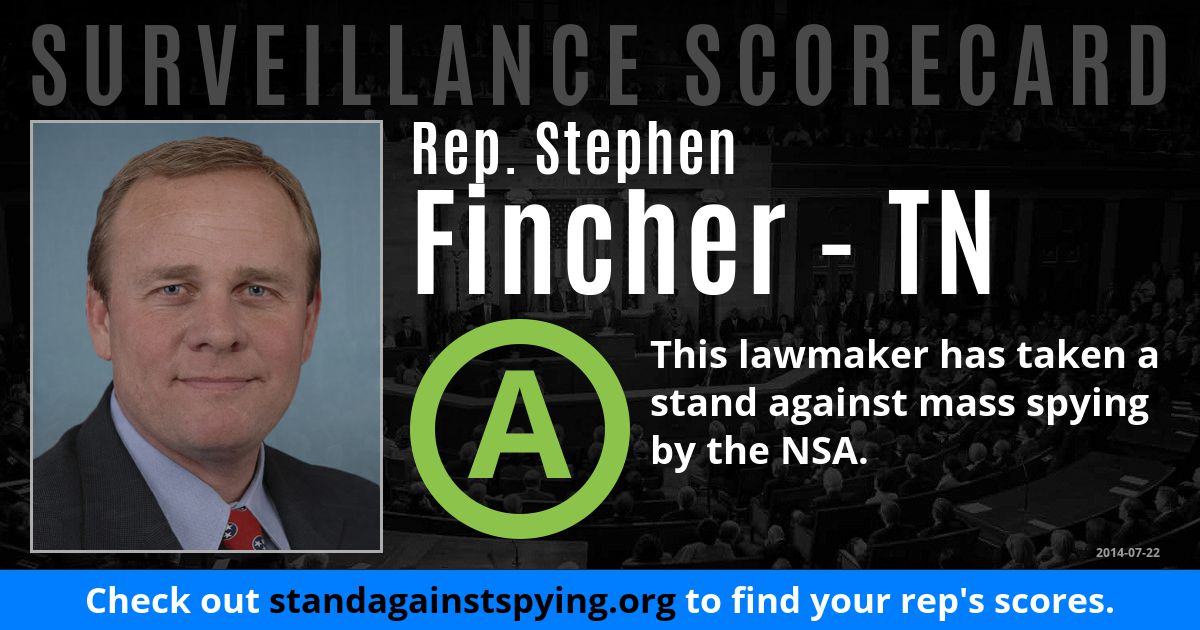 SURVEILLANCE SCORECARD
Rep. Stephen
Fincher - TN
A
This lawmaker has taken a
stand against mass spying
by the NSA.
2014-07-22
Check out standagainstspying.org to find your rep's scores.